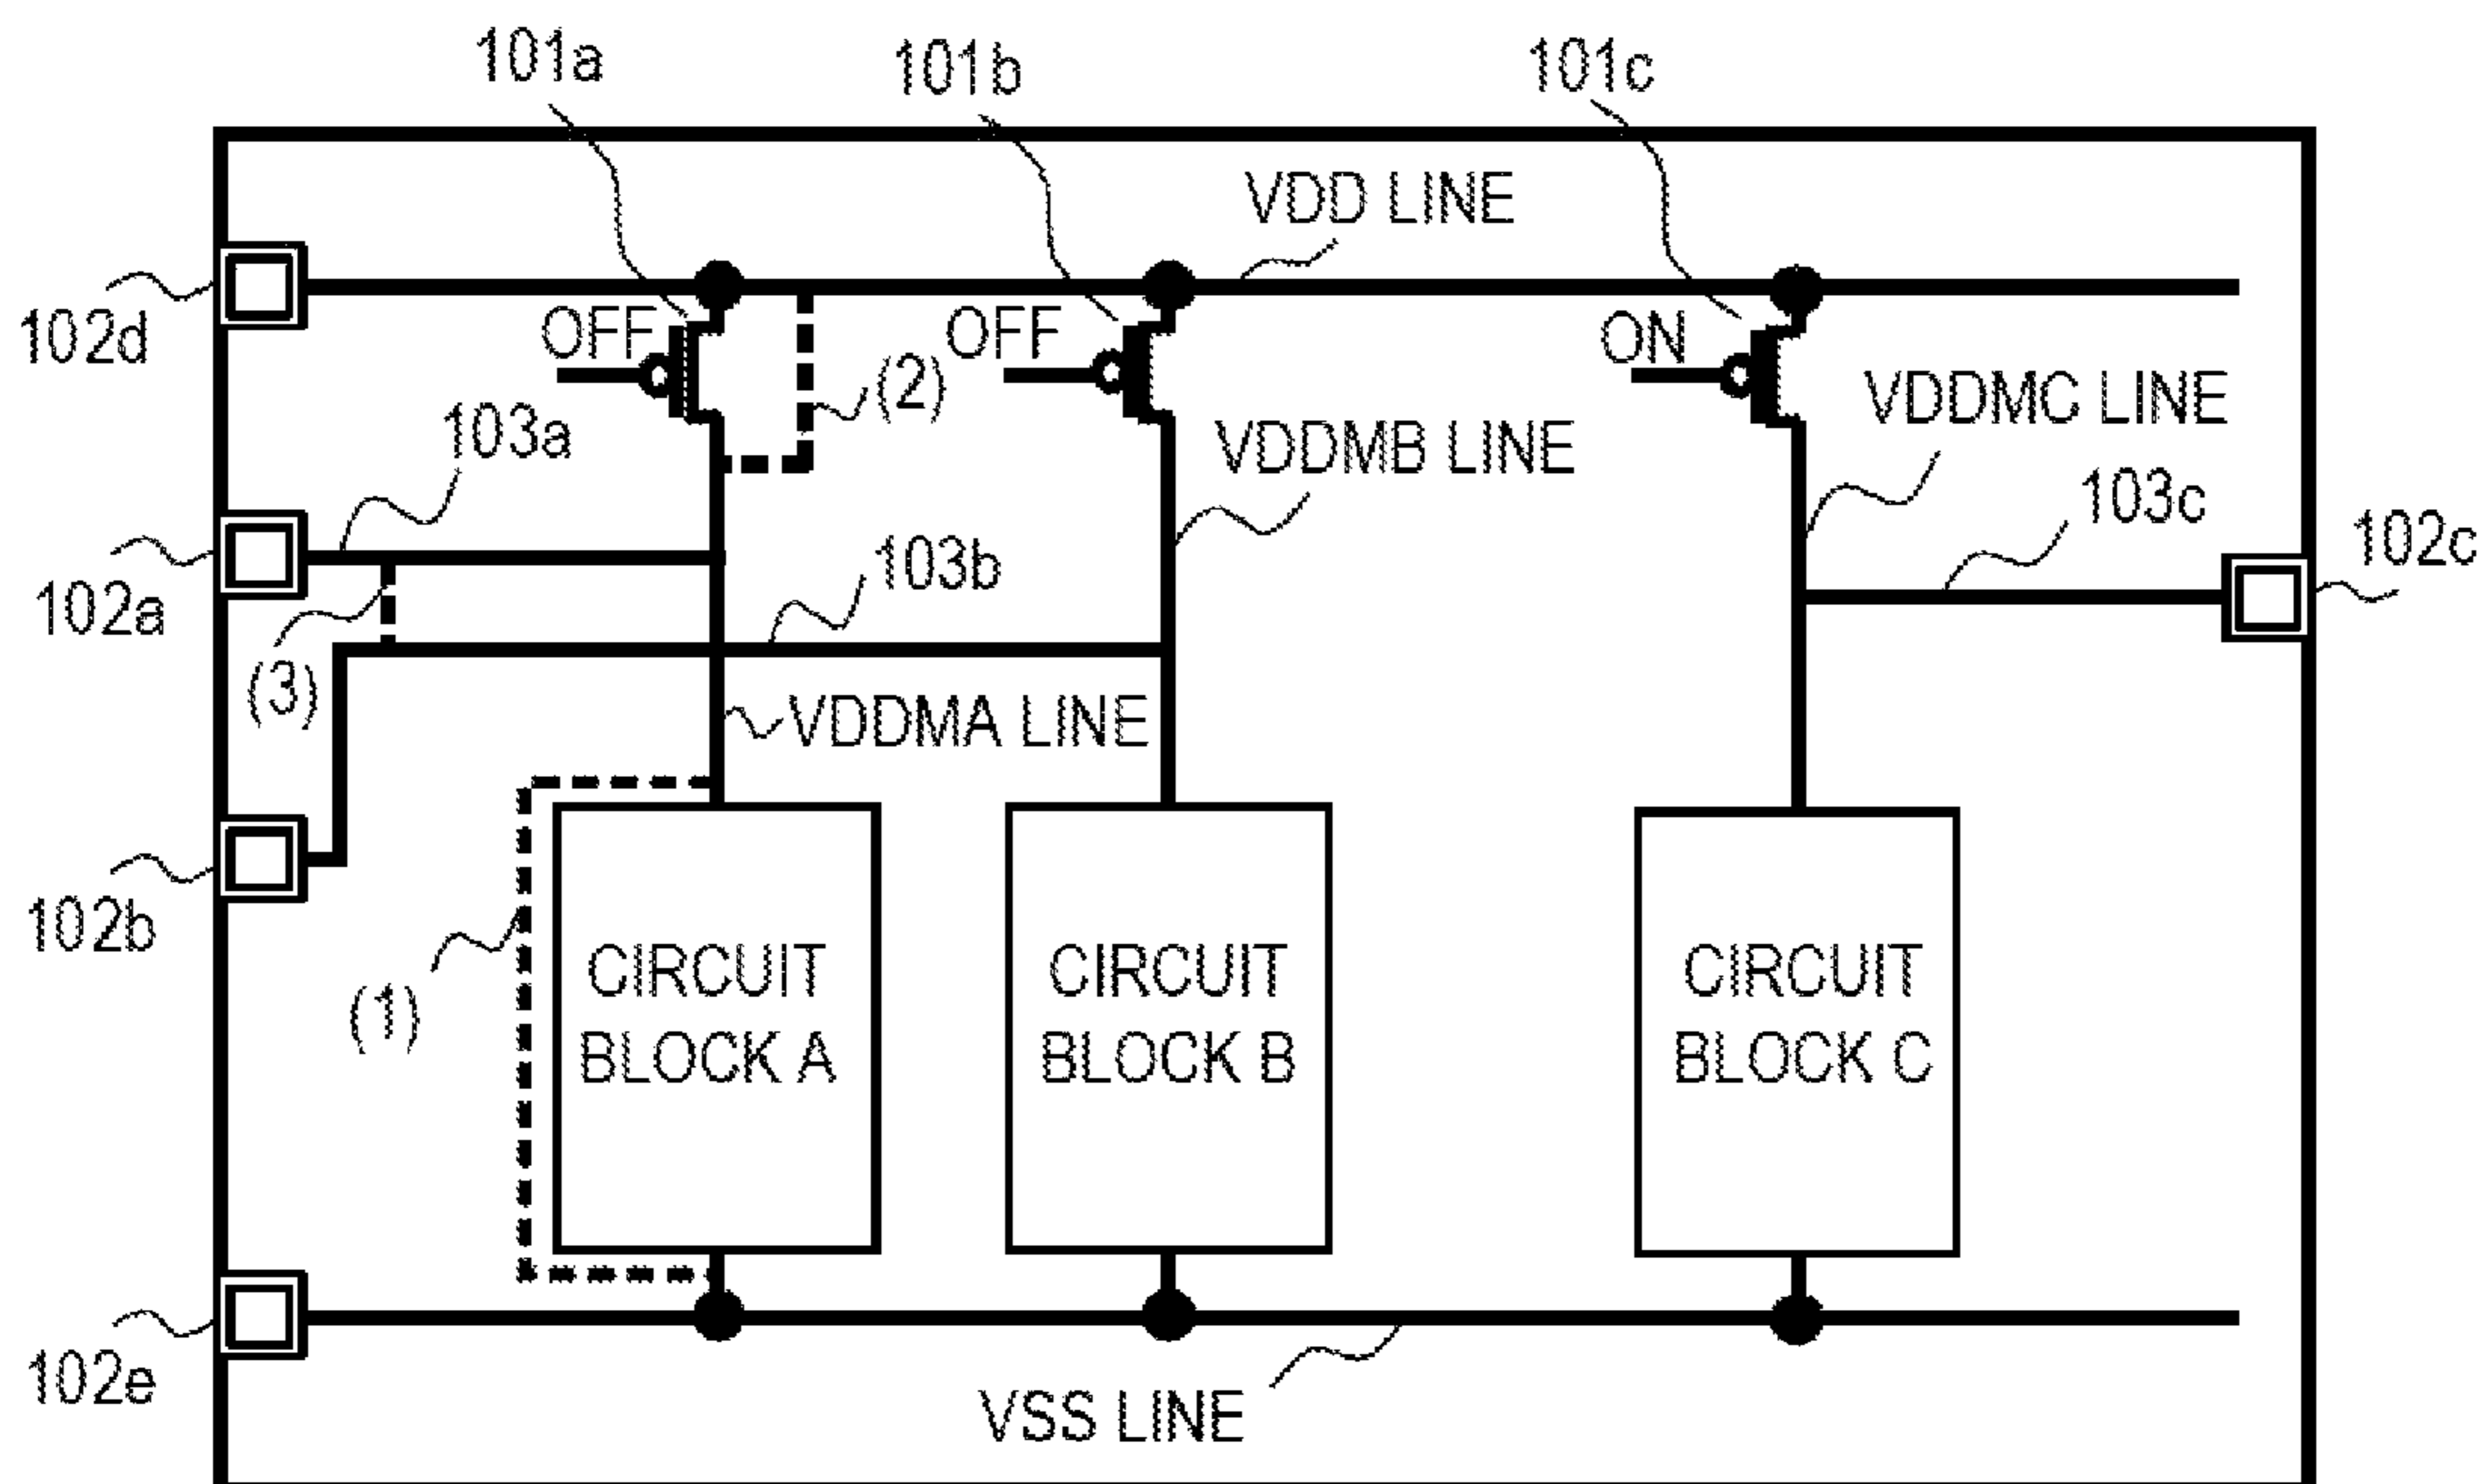 101a
101b
101c
VDD LINE
102d
OFF
OFF
ON
(2)
VDDMC LINE
103a
VDDMB LINE
103c
102c
103b
102a
(3)
VDDMA LINE
102b
CIRCUIT
BLOCK A
CIRCUIT
BLOCK B
CIRCUIT
BLOCK C
(1)
102e
VSS LINE